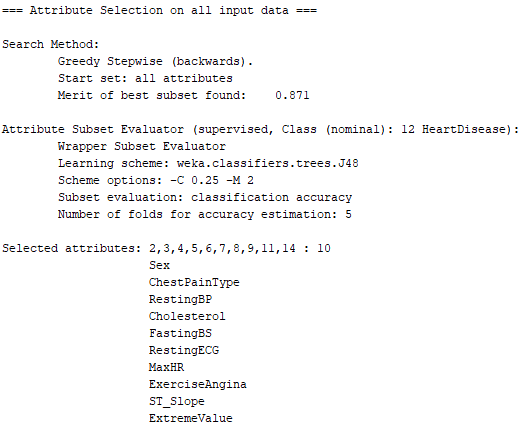 === Attribute Selection on all input data ===
Search Method:
Greedy Stepwise (backwards).
Start set: all attributes
Merit of best subset found: 0.871
Attribute Subset Evaluator (supervised, Class (nominal): 12 HeartDisease):
Wrapper Subset Evaluator
Learning scheme: weka.classifiers.trees.J48
Scheme options: -C 0.25 -M 2
Subset evaluation: classification accuracy
Number of folds for accuracy estimation: 5
Selected attributes: 2,3,4,5,6,7,8,9,11,14 : 10
Sex
ChestPainType
RestingBP
Cholesterol
FastingBS
RestingECG
MaxHR
ExerciseAngina
ST_Slope
ExtremeValue